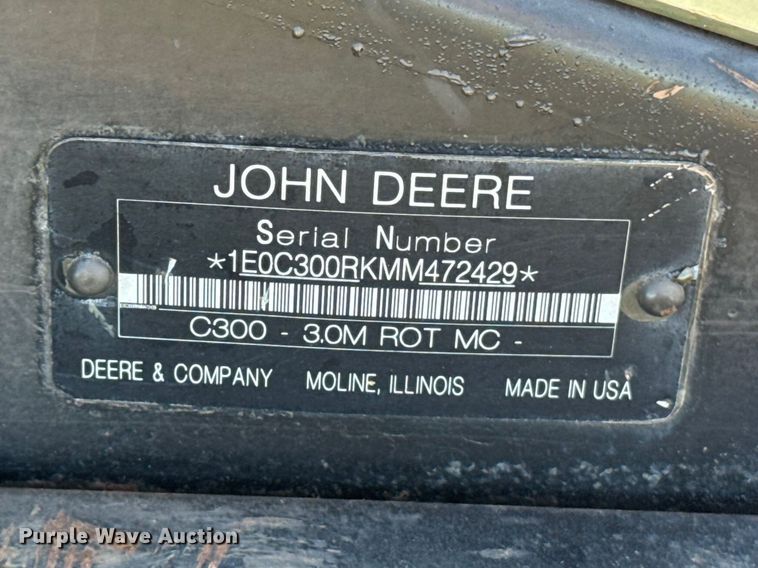 JOHN DEERE
Serial Number
*1E0C300RKMM472429*
C300 - 3.0M ROT MC -
DEERE & COMPANY MOLINE, ILLINOIS MADE IN USA
Purple Wave Auction